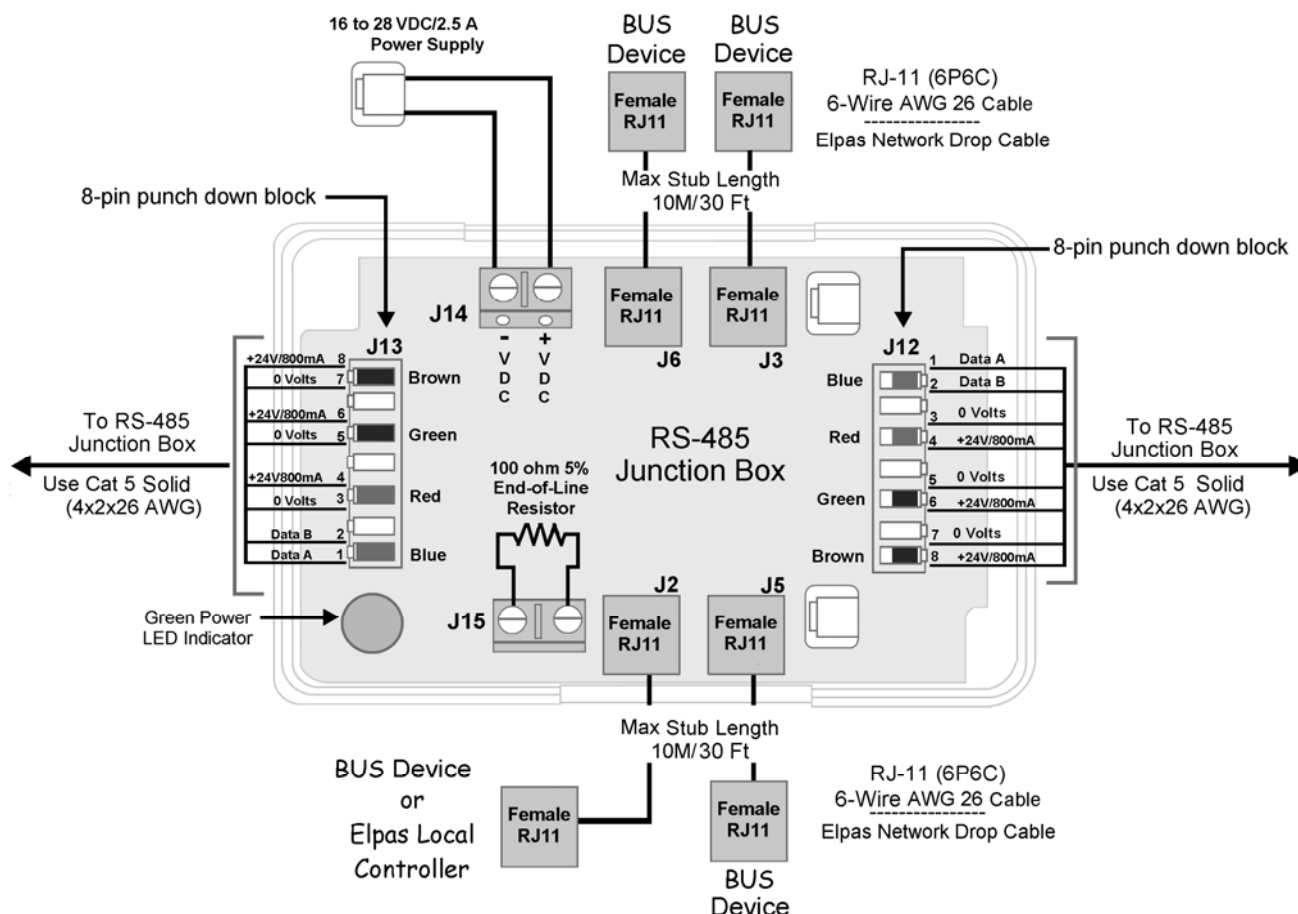 16 to 28 VDC/2.5 A
Power Supply
BUS
Device
BUS
Device
Female
RJ11
Female
RJ11
RJ-11 (6P6C)
6-Wire AWG 26 Cable
----------------
Elpas Network Drop Cable
Max Stub Length
10M/30 Ft
8-pin punch down block
8-pin punch down block
J14
-
V
D
C
+
V
D
C
Female
RJ11
J6
Female
RJ11
J3
J13
+24V/800mA 8
0 Volts 7
Brown
+24V/800mA 6
0 Volts 5
Green
+24V/800mA 4
0 Volts 3
Red
Data B 2
Data A 1
Blue
To RS-485
Junction Box
Use Cat 5 Solid
(4x2x26 AWG)
RS-485
Junction Box
100 ohm 5%
End-of-Line
Resistor
J12
Blue
1 Data A
2 Data B
Red
3 0 Volts
4 +24V/800mA
Green
5 0 Volts
6 +24V/800mA
Brown
7 0 Volts
8 +24V/800mA
To RS-485
Junction Box
Use Cat 5 Solid
(4x2x26 AWG)
Green Power
LED Indicator
J15
J2
Female
RJ11
J5
Female
RJ11
Max Stub Length
10M/30 Ft
BUS Device
or
Elpas Local
Controller
Female
RJ11
Female
RJ11
BUS
Device
RJ-11 (6P6C)
6-Wire AWG 26 Cable
----------------
Elpas Network Drop Cable